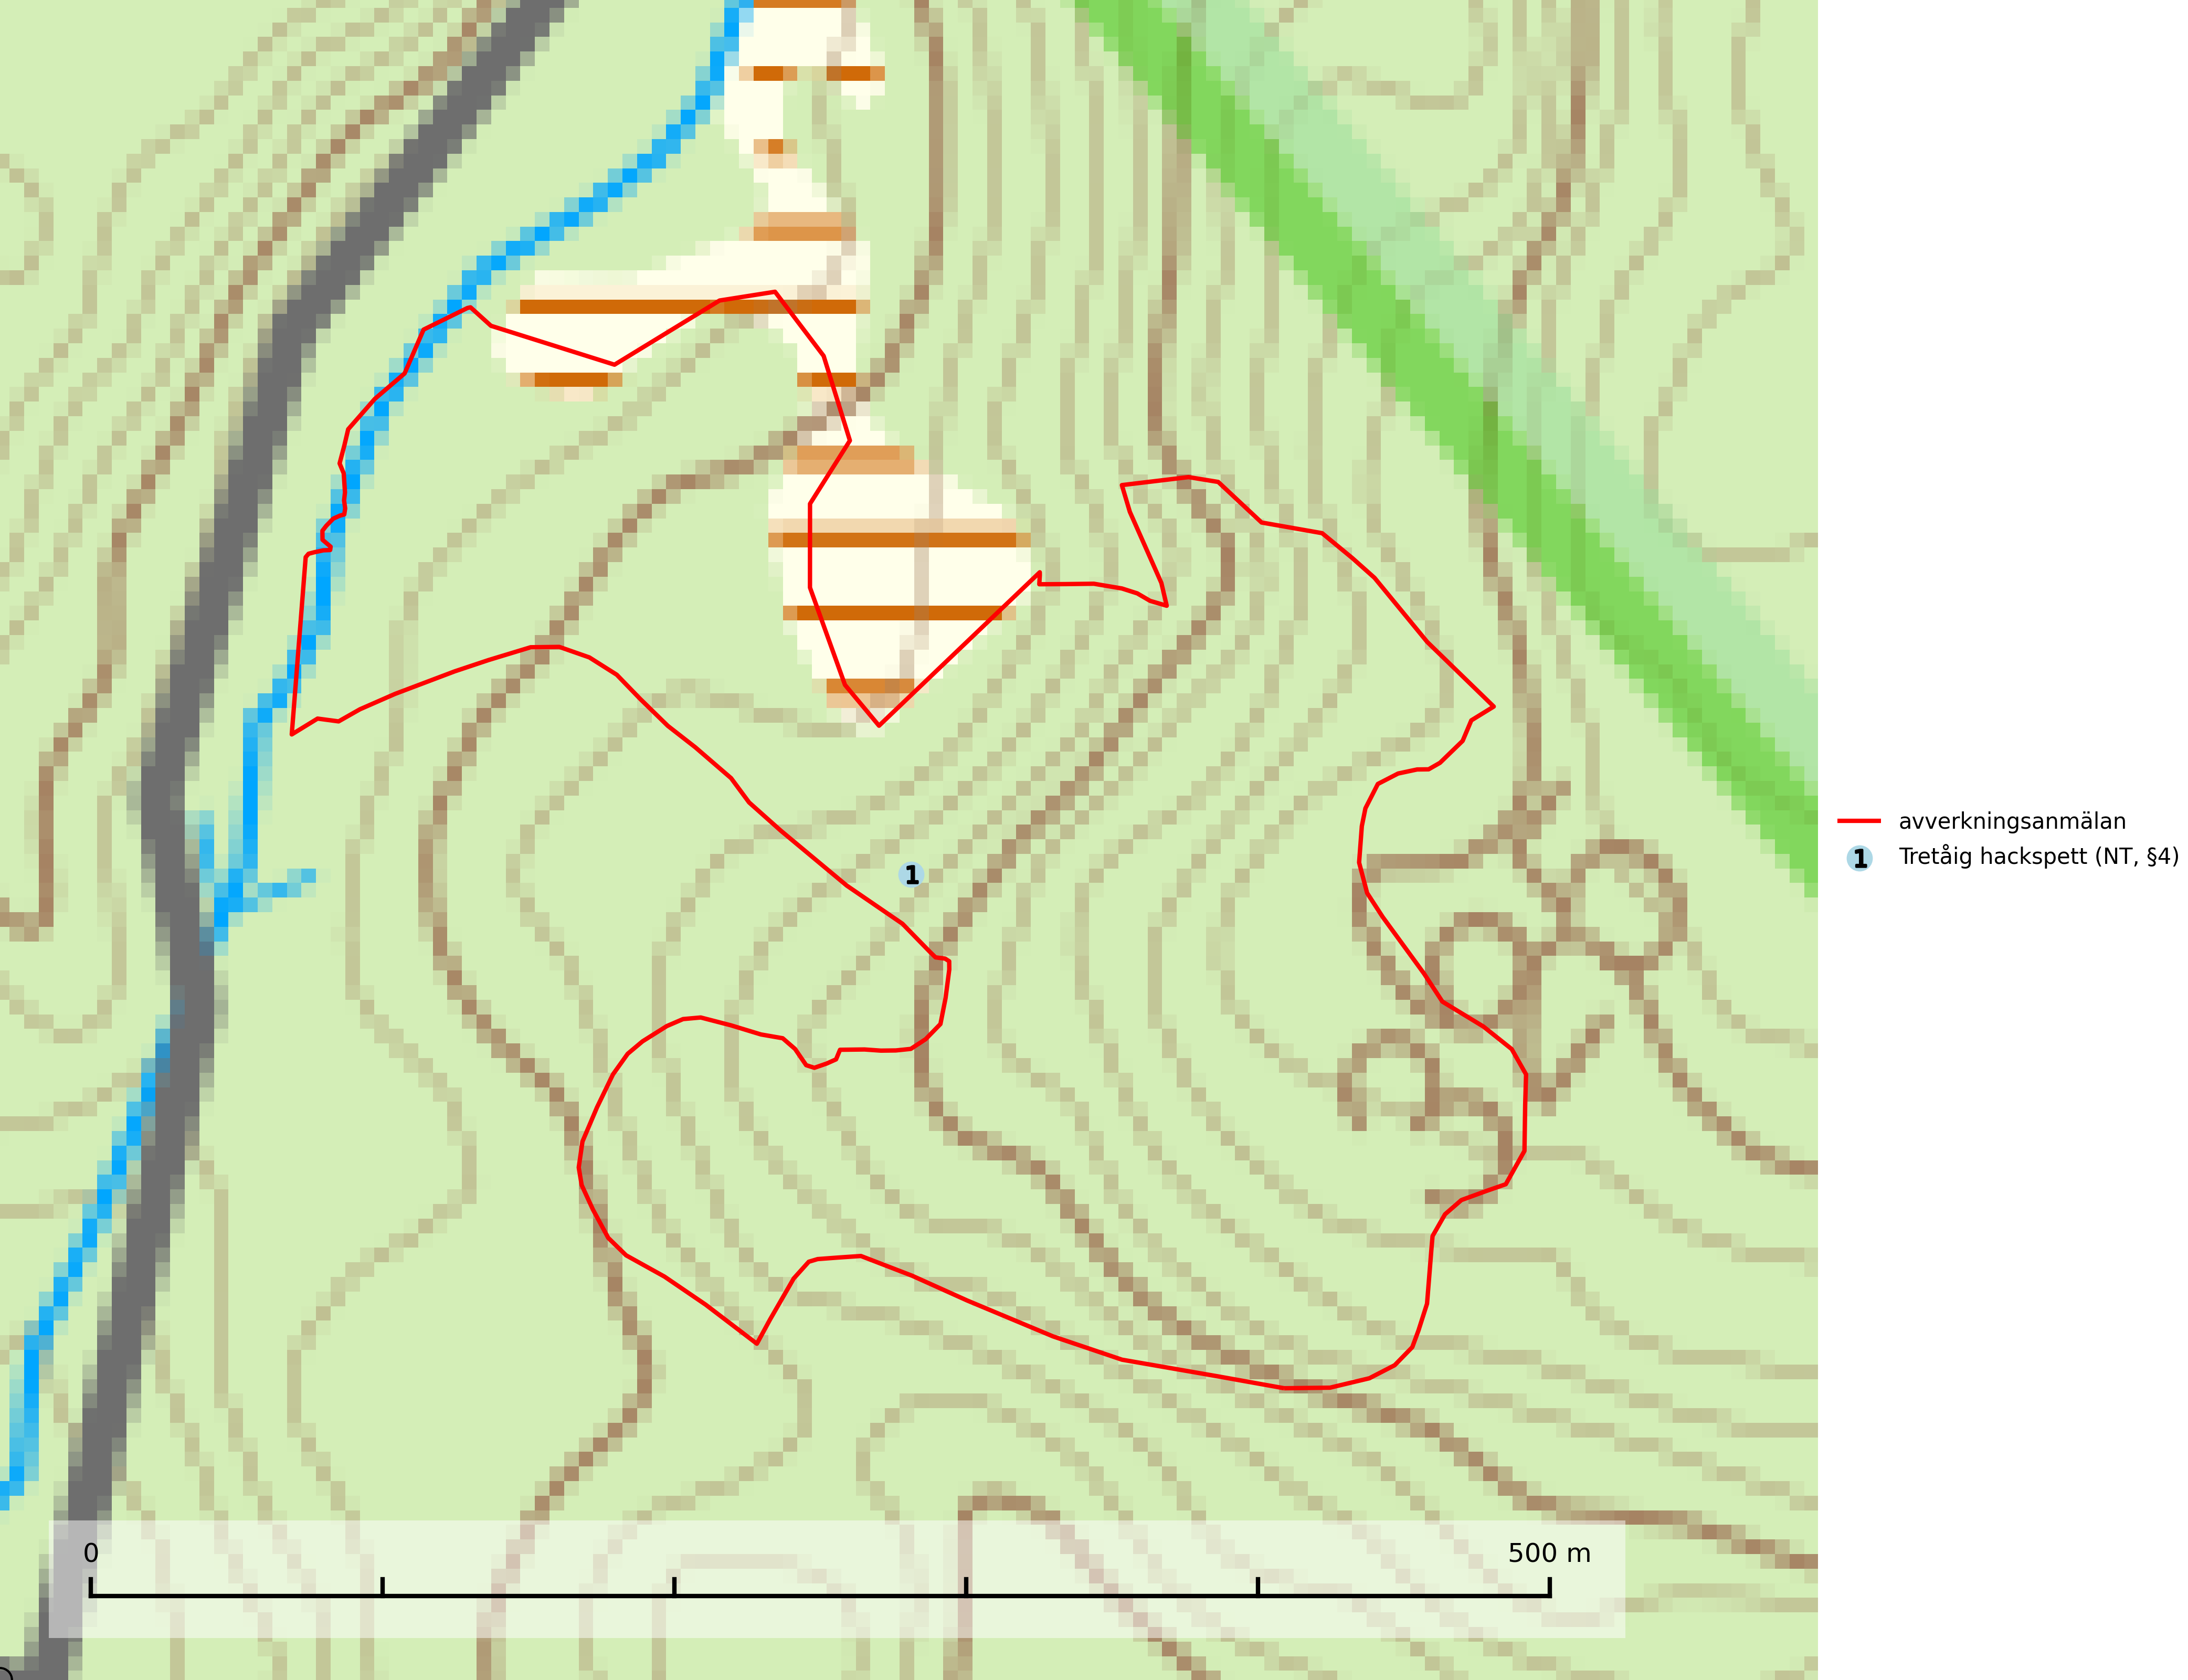 1
avverkningsanmälan
1 Tretåig hackspett (NT, §4)
0 500 m